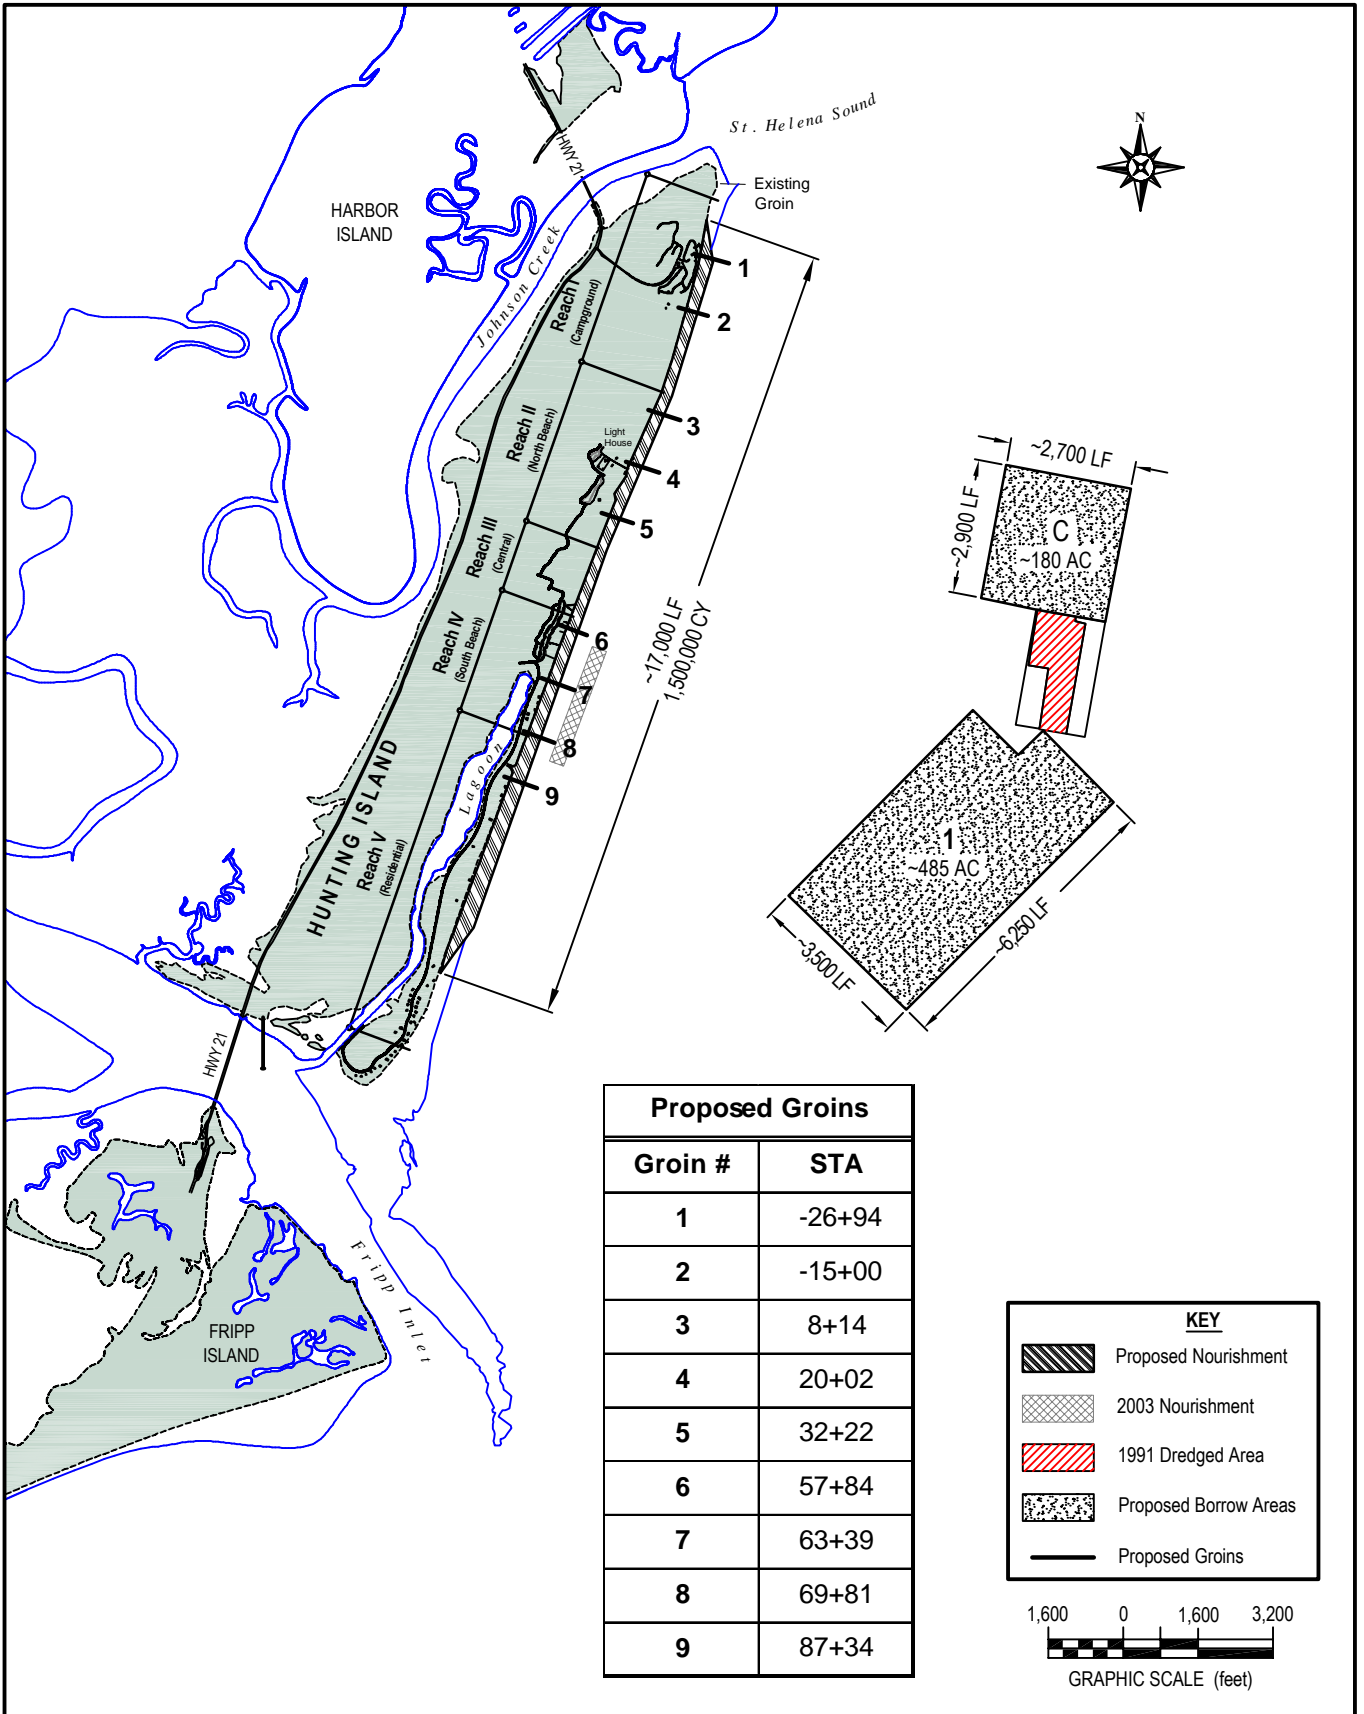 St. Helena Sound
N
HWY 21
Existing
Groin
HARBOR
ISLAND
Johnson Creek
1
2
3
4
5
6
7
8
9
Reach I
(Campground)
Reach II
(North Beach)
Light
House
Reach III
(Central)
Reach IV
(South Beach)
Reach V
(Residential)
HUNTING ISLAND
Lagoon
~17,000 LF
1,500,000 CY
~2,700 LF
~2,900 LF
C
~180 AC
1
~485 AC
~3,500 LF
~6,250 LF
HWY 21
Fripp Inlet
FRIPP
ISLAND
Proposed Groins
Groin # STA
1 -26+94
2 -15+00
3 8+14
4 20+02
5 32+22
6 57+84
7 63+39
8 69+81
9 87+34
KEY
Proposed Nourishment
2003 Nourishment
1991 Dredged Area
Proposed Borrow Areas
Proposed Groins
1,600 0 1,600 3,200
GRAPHIC SCALE (feet)